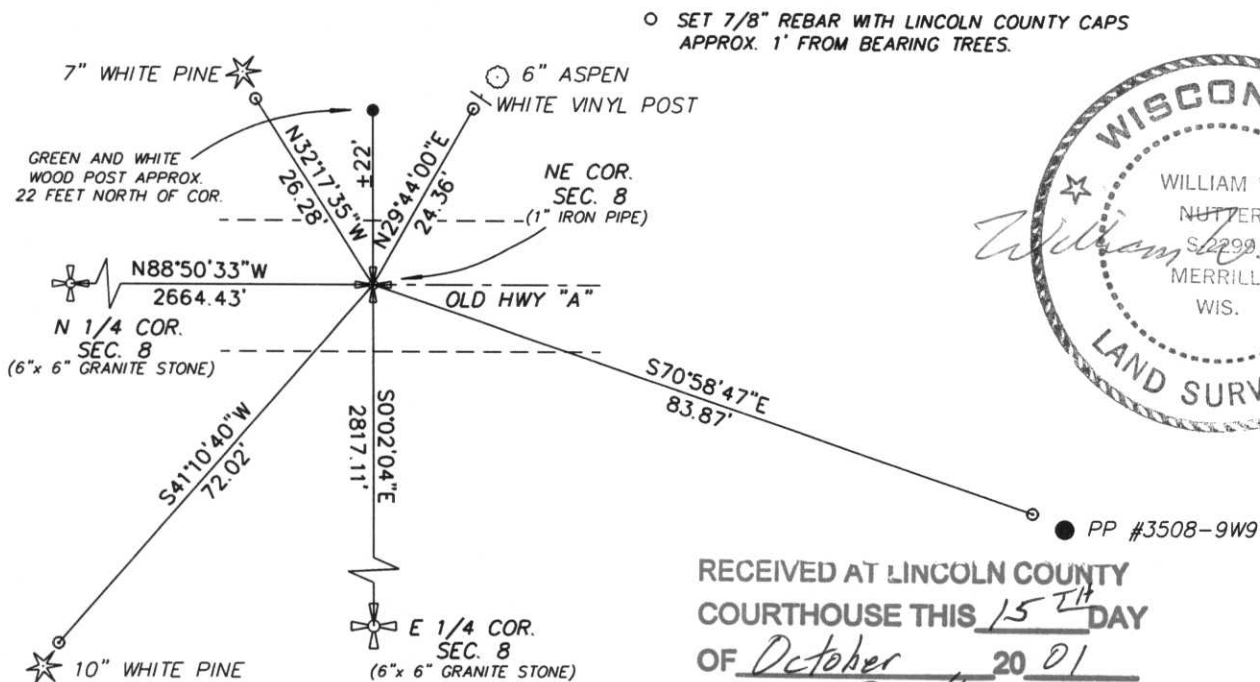 ○ SET 7/8" REBAR WITH LINCOLN COUNTY CAPS
APPROX. 1' FROM BEARING TREES.
7" WHITE PINE
6" ASPEN
WHITE VINYL POST
GREEN AND WHITE
WOOD POST APPROX.
22 FEET NORTH OF COR.
N32°17'35"W
26.28'
±22'
N29°44'00"E
24.36'
NE COR.
SEC. 8
(1" IRON PIPE)
N88°50'33"W
2664.43'
OLD HWY "A"
N 1/4 COR.
SEC. 8
(6"x 6" GRANITE STONE)
S70°58'47"E
83.87'
S41°10'40"W
72.02'
S0°02'04"E
2817.11'
PP #3508-9W9
E 1/4 COR.
SEC. 8
(6"x 6" GRANITE STONE)
10" WHITE PINE
WISCON
WILLIAM
NUTTER
S-2299
MERRILL
WIS.
LAND SURV
William W.
RECEIVED AT LINCOLN COUNTY
COURTHOUSE THIS 15TH DAY
OF October 20 01